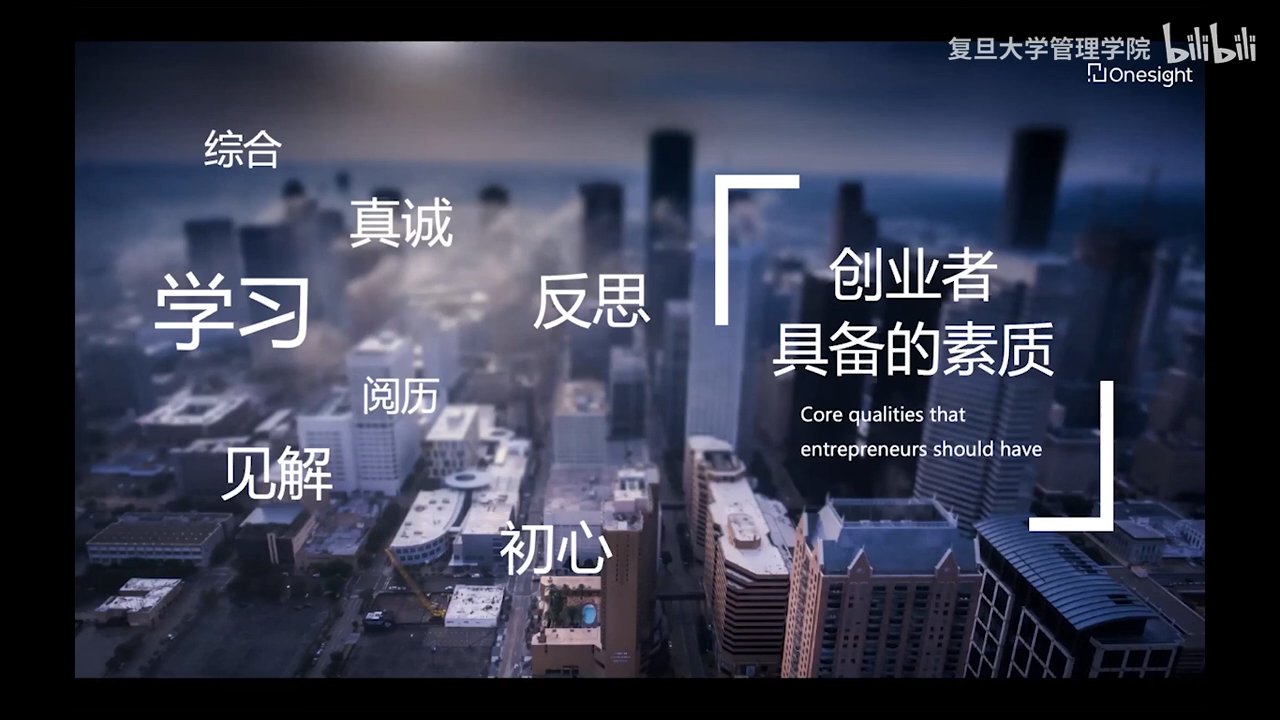 复旦大学管理学院 bilibili
Onesight
综合
真诚
学习
反思
阅历
见解
初心
创业者
具备的素质
Core qualities that
entrepreneurs should have